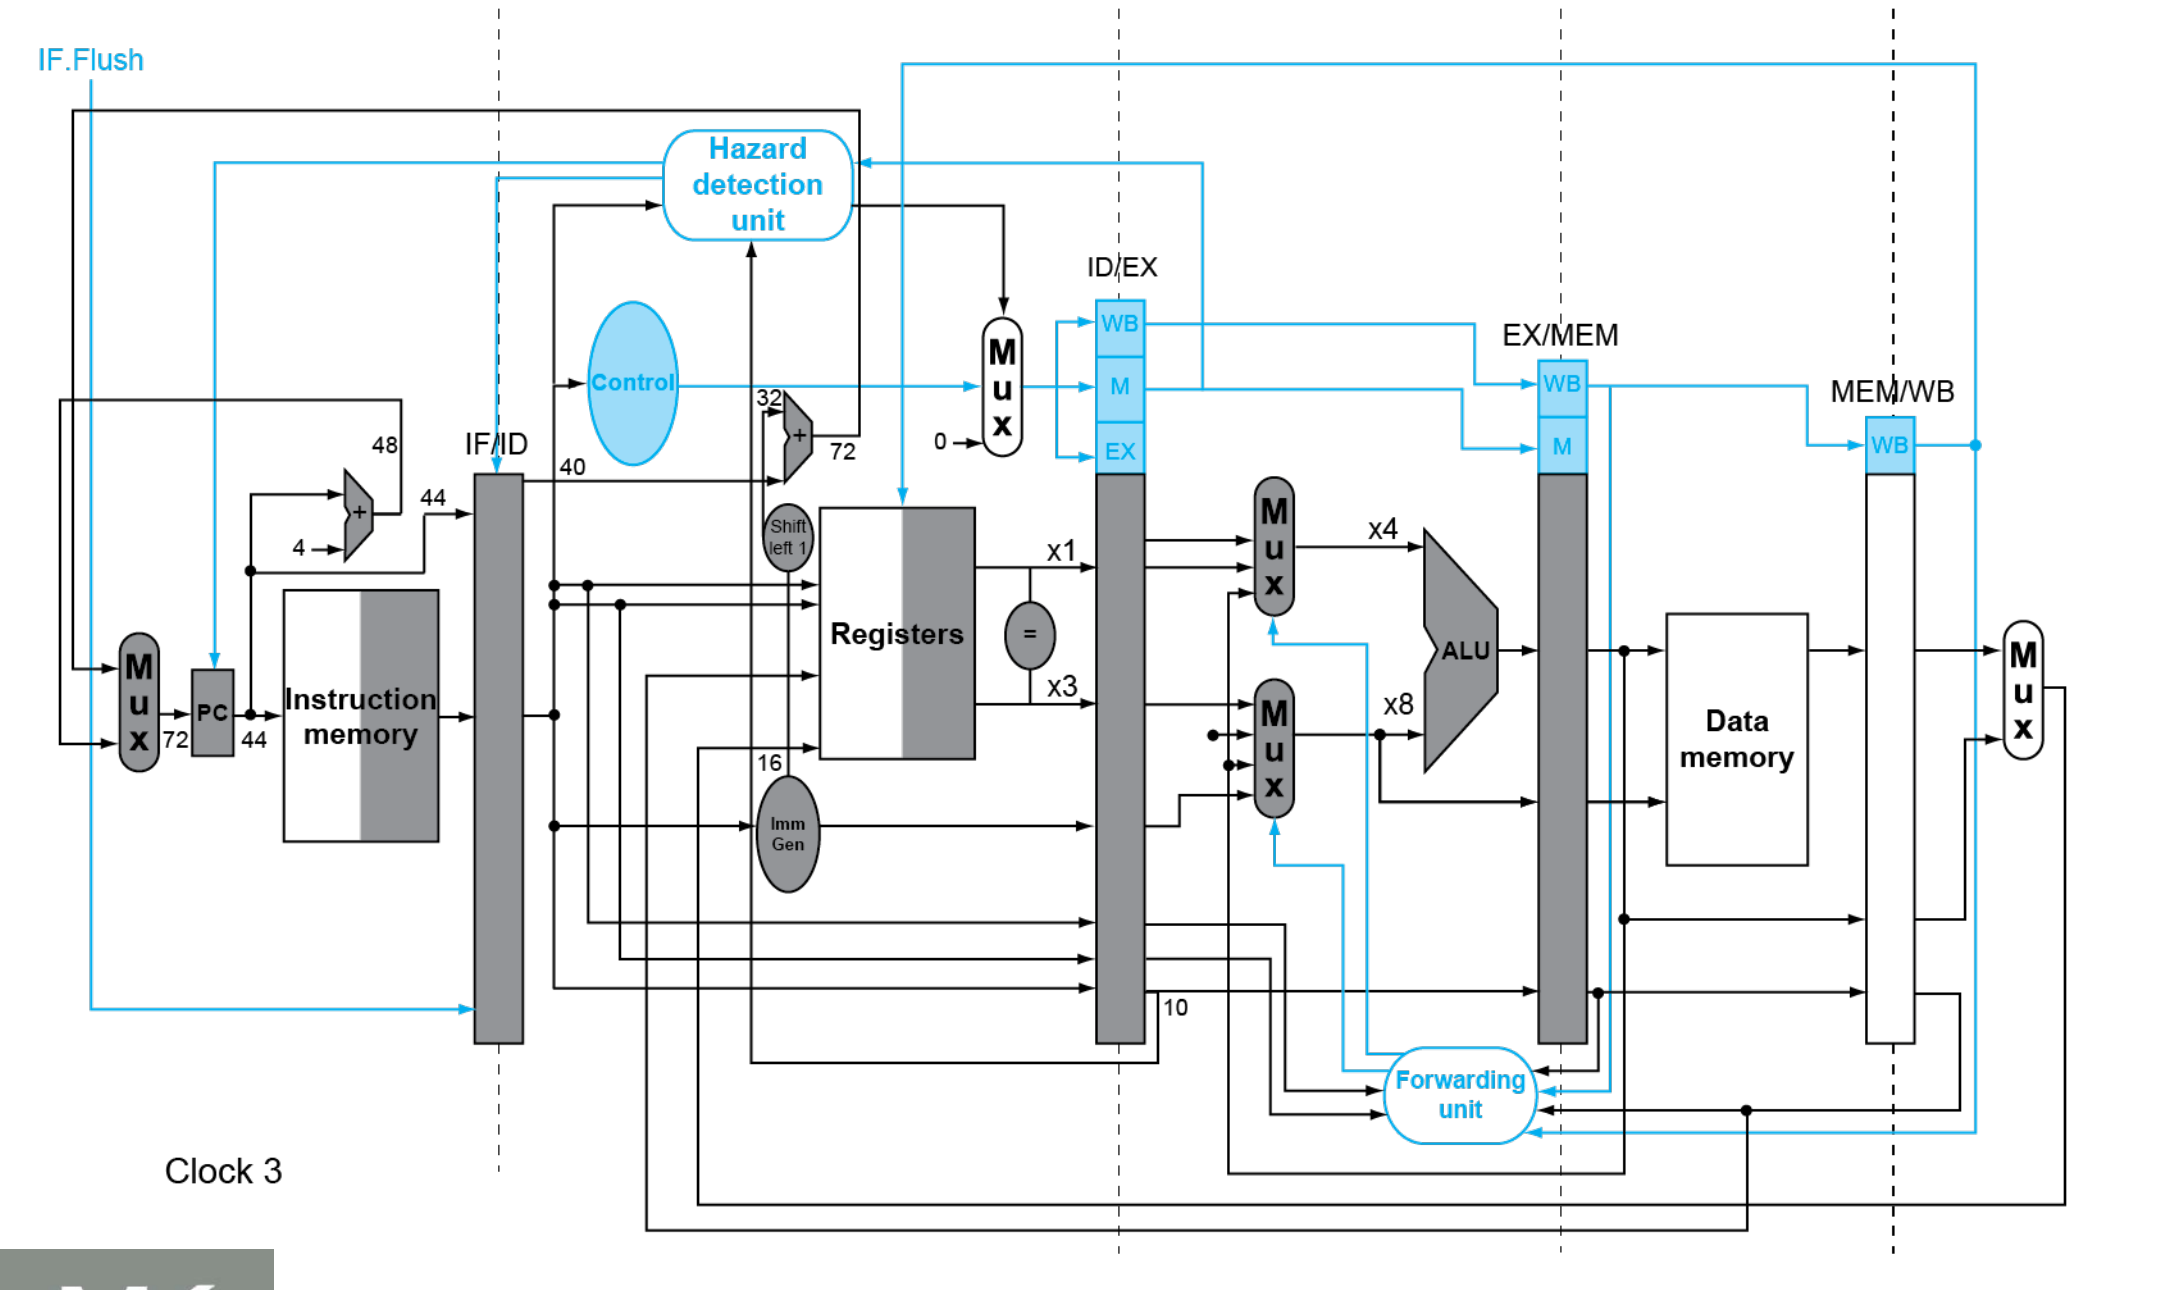 IF.Flush
Hazard
detection
unit
ID/EX
WB
M
EX
EX/MEM
WB
M
MEM/WB
WB
Control
M
u
x
0
32
+
72
IF/ID
40
48
44
+
4
Shift
left 1
x1
=
x3
Registers
M
u
x
x4
M
u
x
x8
ALU
Data
memory
M
u
x
M
u
x
72
PC
44
Instruction
memory
16
Imm
Gen
10
Forwarding
unit
Clock 3